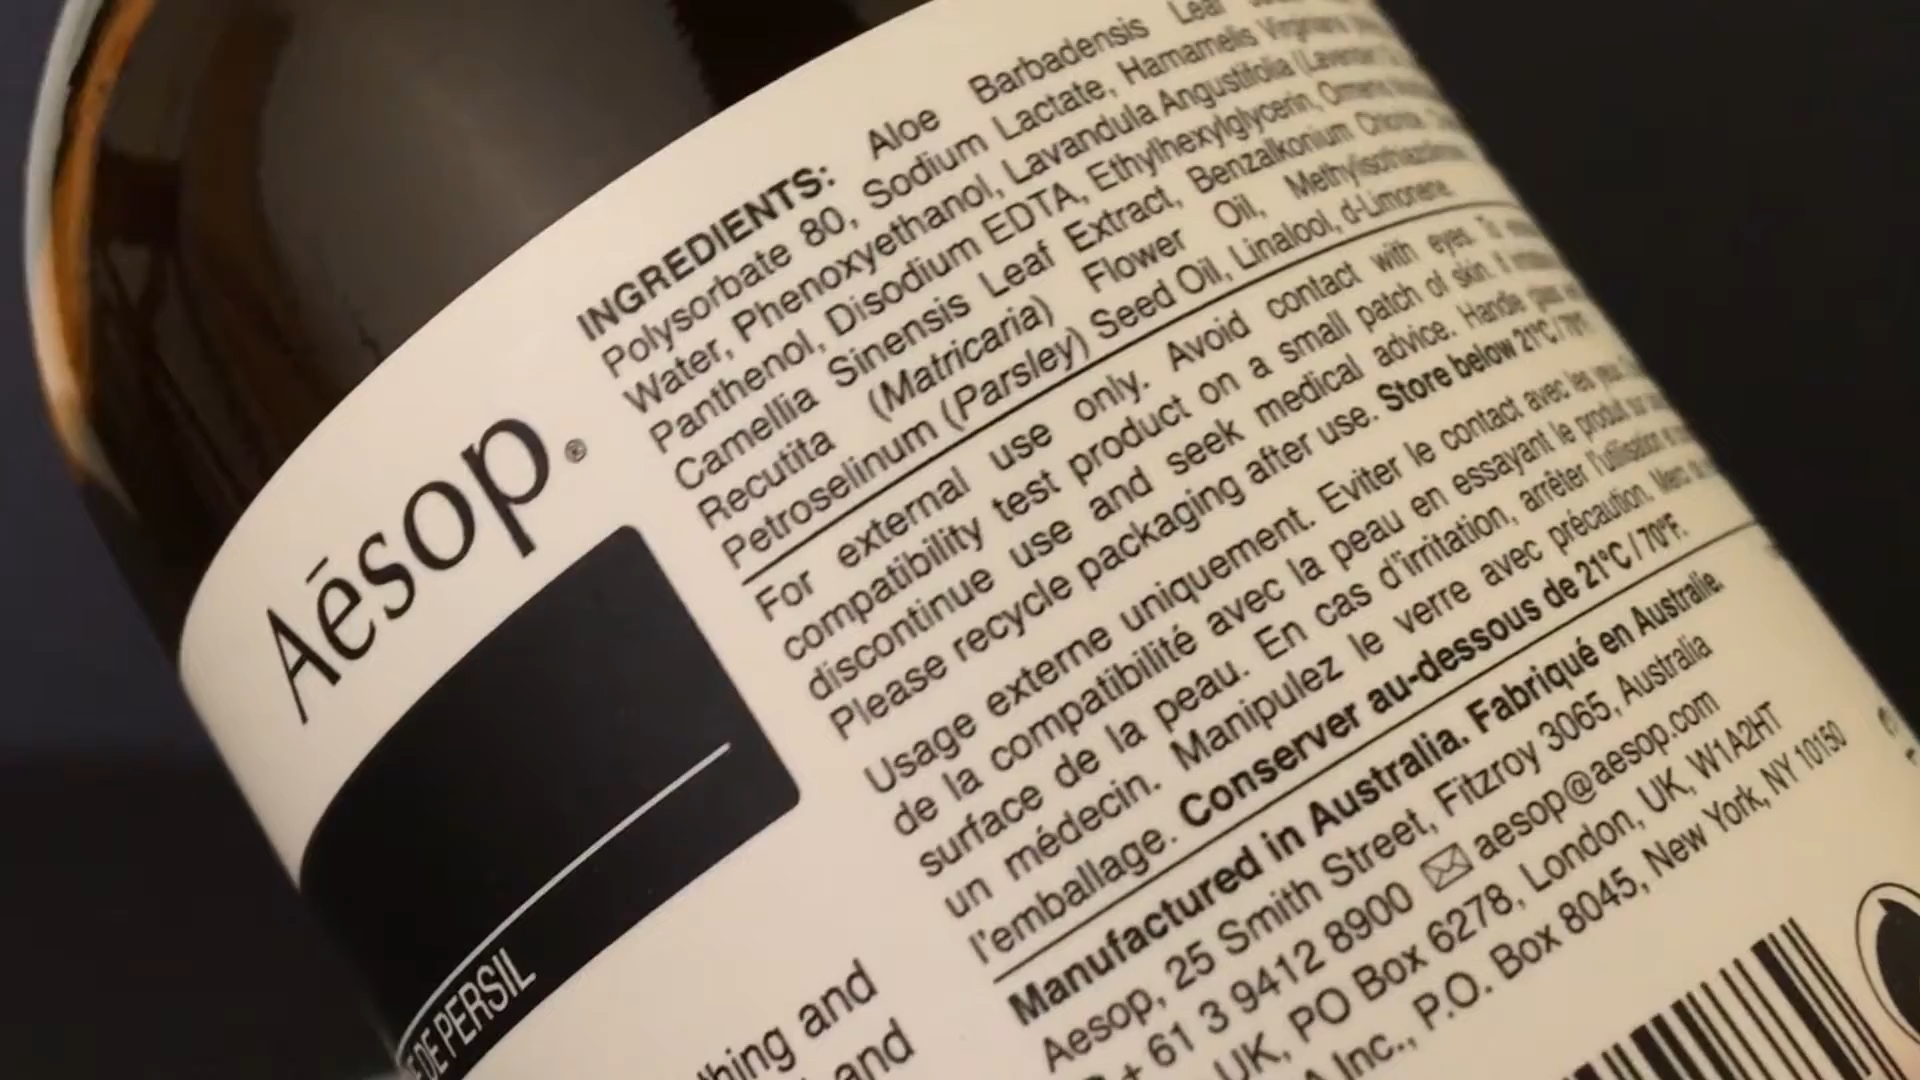 Aēsop.®
E DE PERSIL
hing and
and
INGREDIENTS: Aloe Barbadensis Leaf
Polysorbate 80, Sodium Lactate, Hamamelis Virginiana
Water, Phenoxyethanol, Lavandula Angustifolia (Lavender)
Panthenol, Disodium EDTA, Ethylhexylglycerin, Ormenis
Camellia Sinensis Leaf Extract, Benzalkonium Chloride,
Recutita (Matricaria) Flower Oil, Methylisothiazolinone,
Petroselinum (Parsley) Seed Oil, Linalool, d-Limonene.
For external use only. Avoid contact with eyes. To
compatibility test product on a small patch of skin. If
discontinue use and seek medical advice. Handle glass
Please recycle packaging after use. Store below 21°C / 70°F.
Usage externe uniquement. Eviter le contact avec les yeux.
de la compatibilité avec la peau en essayant le produit sur
surface de la peau. En cas d'irritation, arrêter l'utilisation et
un médecin. Manipulez le verre avec précaution. Merci de
l'emballage. Conserver au-dessous de 21°C / 70°F.
Manufactured in Australia. Fabriqué en Australie.
Aesop, 25 Smith Street, Fitzroy 3065, Australia
+ 61 3 9412 8900 ✉ aesop@aesop.com
UK, PO Box 6278, London, UK, W1A2HT
Inc., P.O. Box 8045, New York, NY 10150